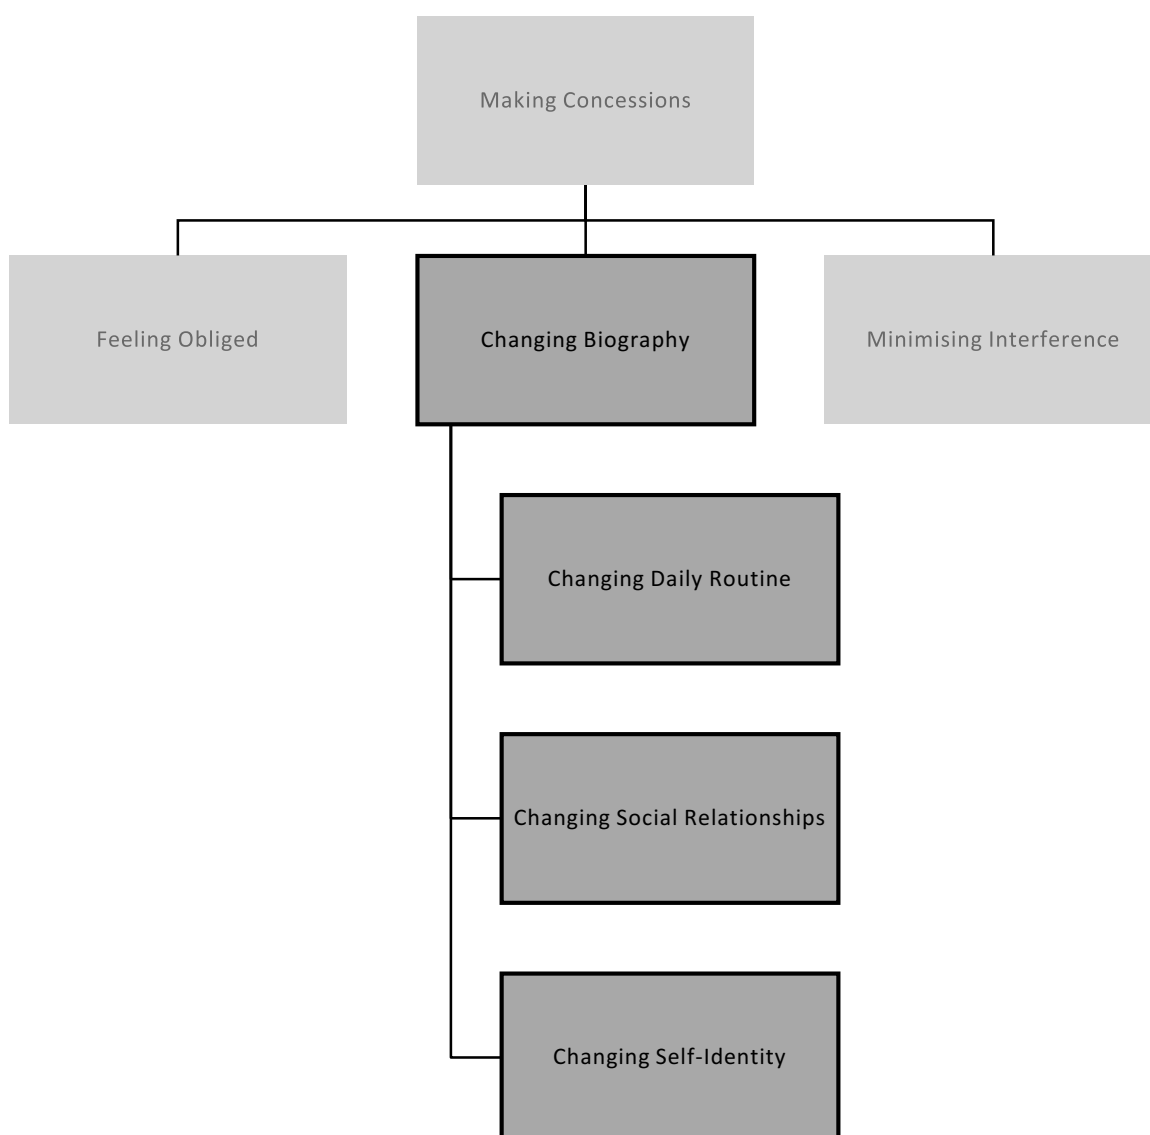 Making Concessions
Feeling Obliged
Changing Biography
Minimising Interference
Changing Daily Routine
Changing Social Relationships
Changing Self-Identity